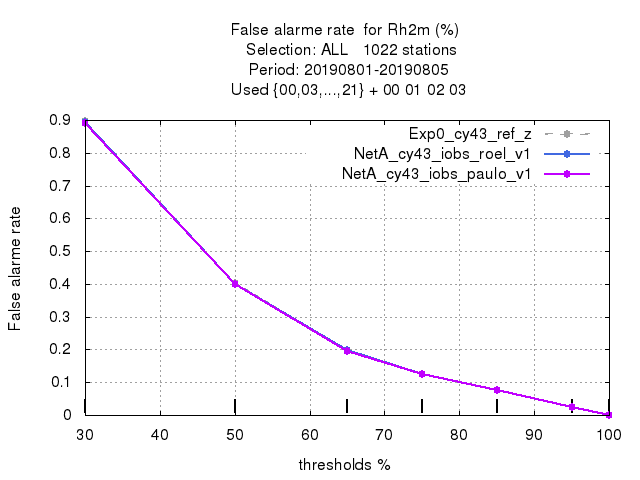 False alarme rate  for Rh2m (%)
Selection: ALL   1022 stations
Period: 20190801-20190805
Used {00,03,...,21} + 00 01 02 03
Exp0_cy43_ref_z
NetA_cy43_iobs_roel_v1
NetA_cy43_iobs_paulo_v1
False alarme rate
0.9
0.8
0.7
0.6
0.5
0.4
0.3
0.2
0.1
0
30 40 50 60 70 80 90 100
thresholds %